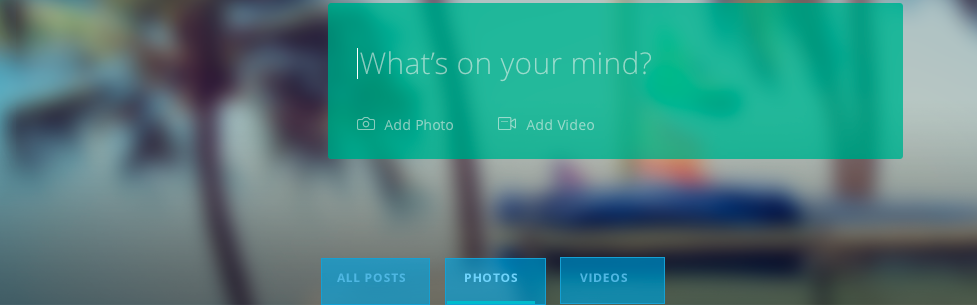 What's on your mind?
Add Photo Add Video
ALL POSTS PHOTOS VIDEOS